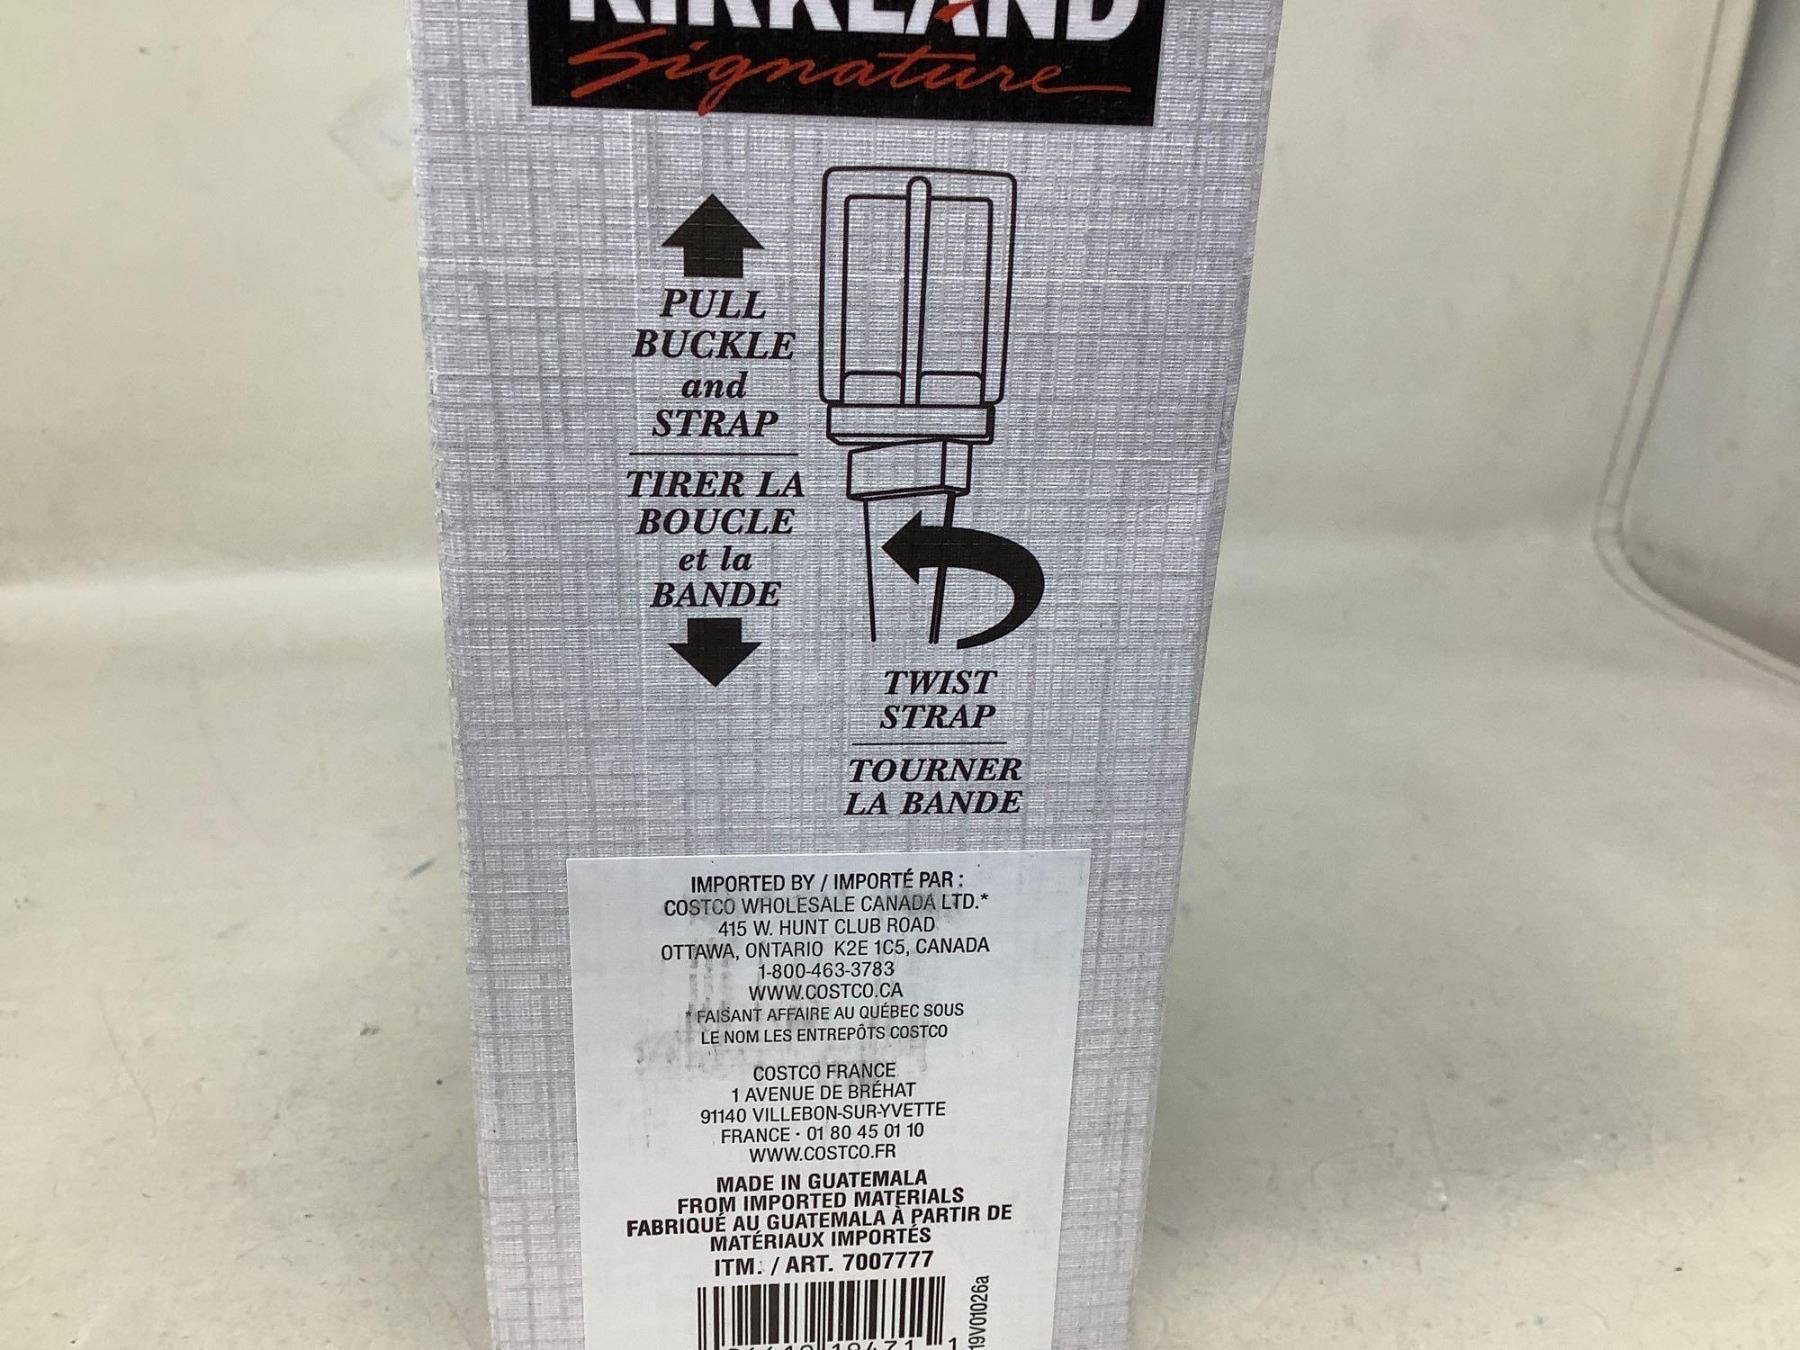 KIRKLAND
Signature
PULL
BUCKLE
and
STRAP
TIRER LA
BOUCLE
et la
BANDE
TWIST
STRAP
TOURNER
LA BANDE
IMPORTED BY / IMPORTÉ PAR :
COSTCO WHOLESALE CANADA LTD.*
415 W. HUNT CLUB ROAD
OTTAWA, ONTARIO K2E 1C5, CANADA
1-800-463-3783
WWW.COSTCO.CA
* FAISANT AFFAIRE AU QUÉBEC SOUS
LE NOM LES ENTREPÔTS COSTCO
COSTCO FRANCE
1 AVENUE DE BRÉHAT
91140 VILLEBON-SUR-YVETTE
FRANCE · 01 80 45 01 10
WWW.COSTCO.FR
MADE IN GUATEMALA
FROM IMPORTED MATERIALS
FABRIQUÉ AU GUATEMALA À PARTIR DE
MATÉRIAUX IMPORTÉS
ITM. / ART. 7007777
19V01026a